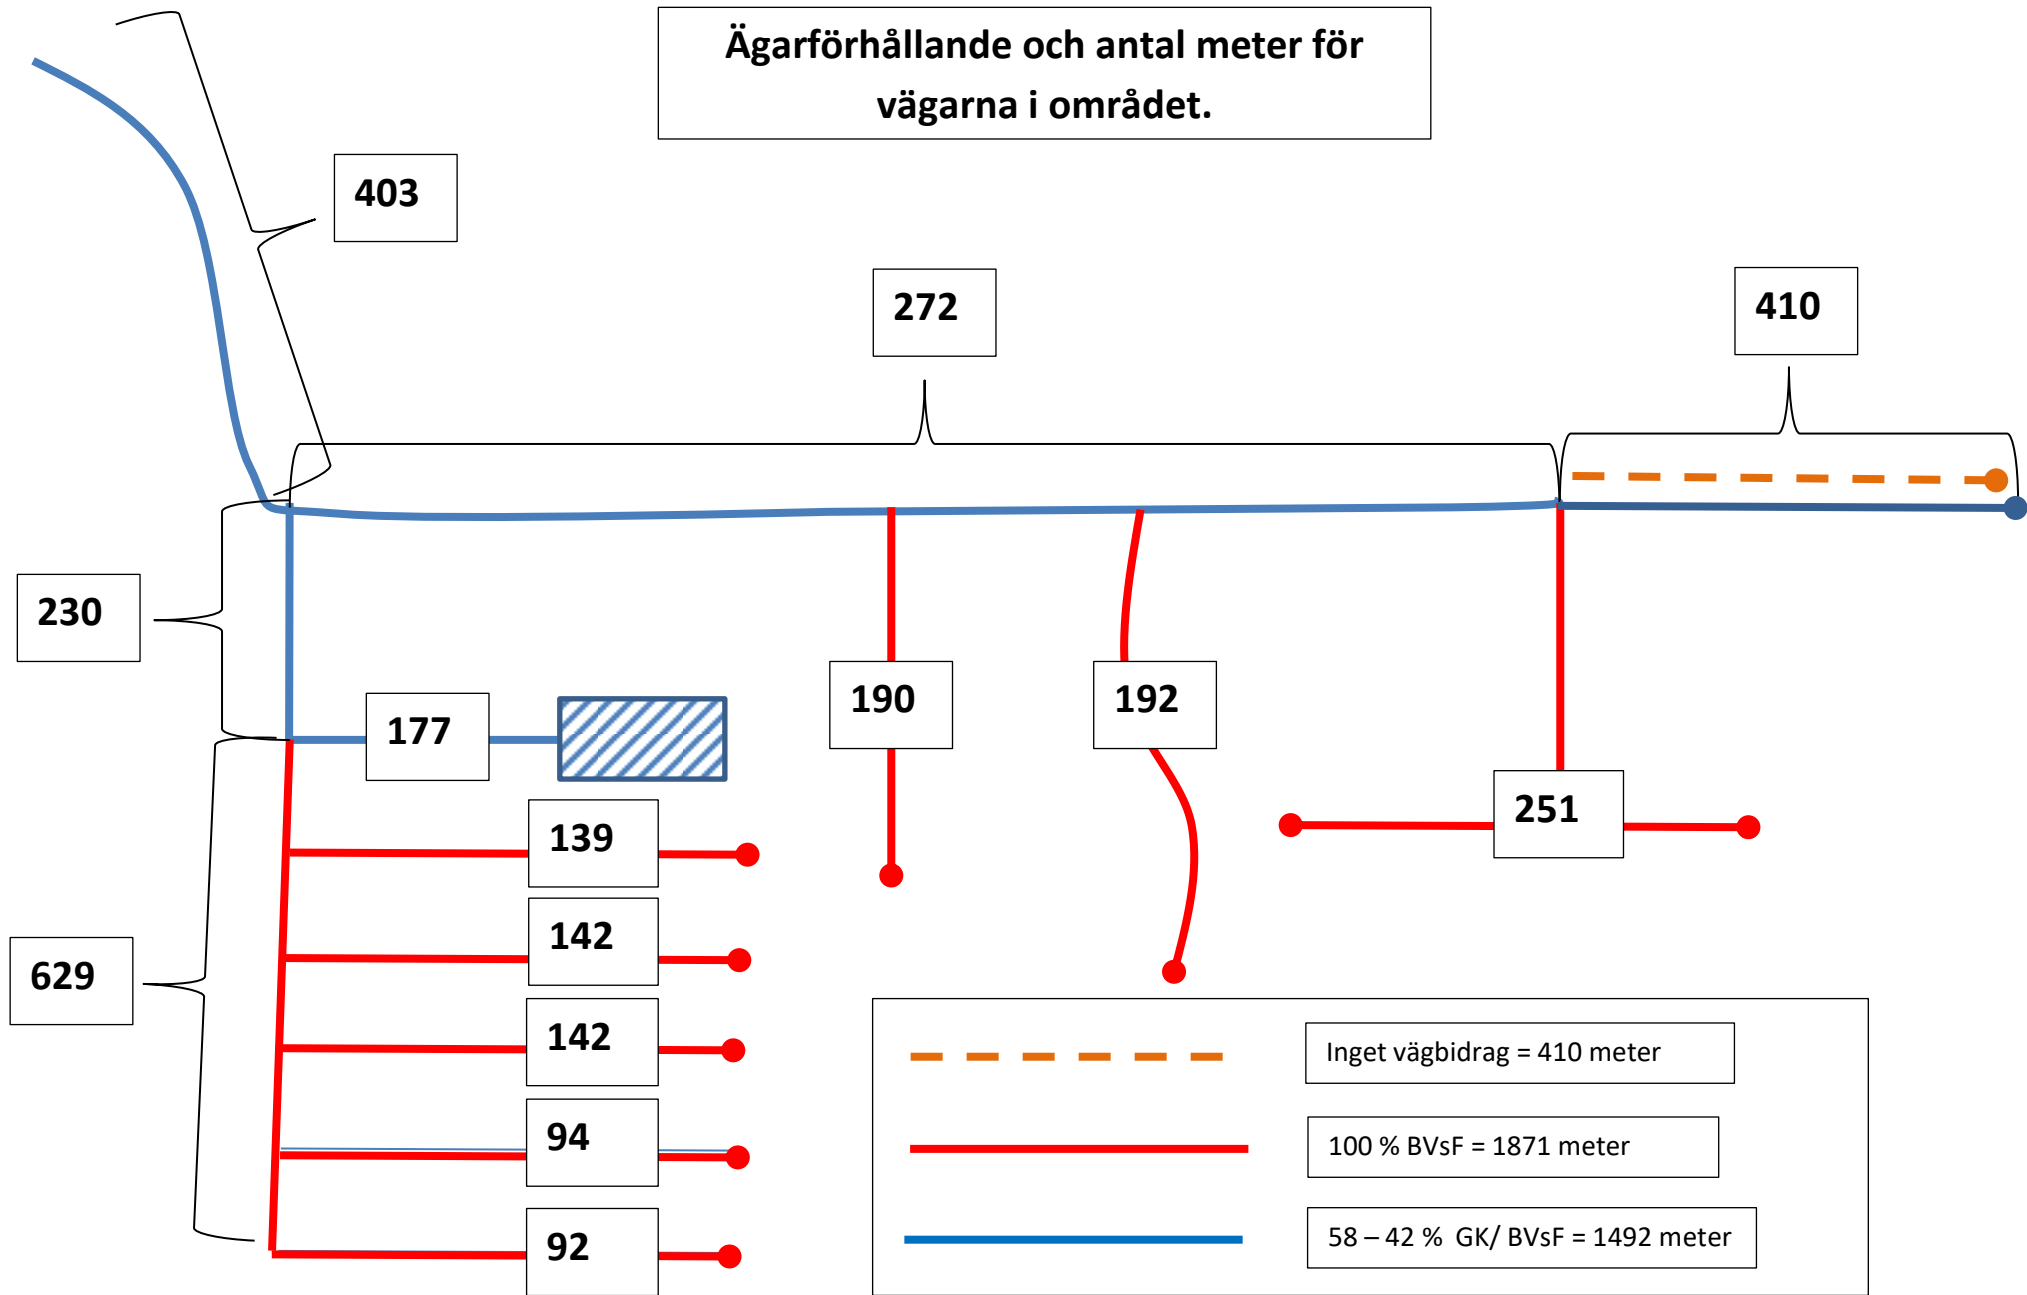 Ägarförhållande och antal meter för
vägarna i området.
403
272
410
230
177
190
192
251
139
142
629
142
94
92
Inget vägbidrag = 410 meter
100 % BVsF = 1871 meter
58 – 42 %  GK/ BVsF = 1492 meter